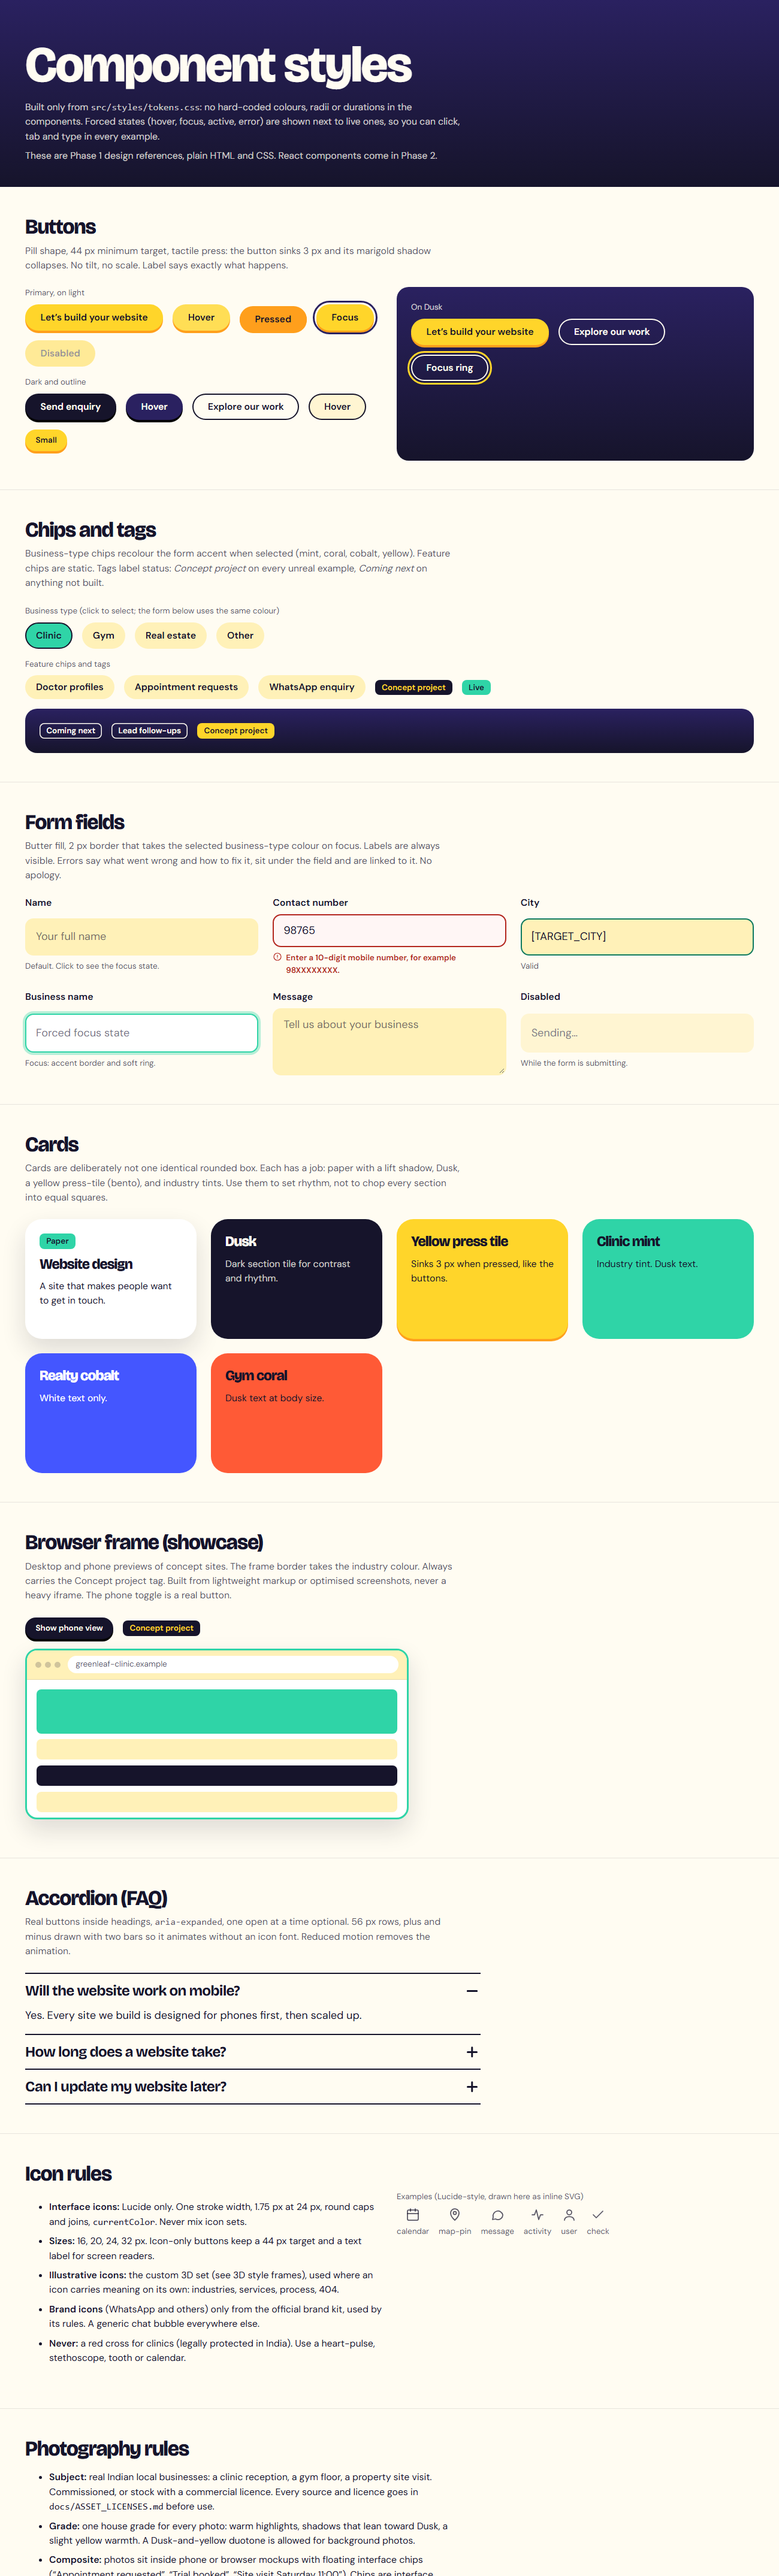 Component styles
Built only from src/styles/tokens.css: no hard-coded colours, radii or durations in the
components. Forced states (hover, focus, active, error) are shown next to live ones, so you can click,
tab and type in every example.
These are Phase 1 design references, plain HTML and CSS. React components come in Phase 2.
Buttons
Pill shape, 44 px minimum target, tactile press: the button sinks 3 px and its marigold shadow
collapses. No tilt, no scale. Label says exactly what happens.
Primary, on light
Let's build your website Hover Pressed Focus
Disabled
Dark and outline
Send enquiry Hover Explore our work Hover
Small
On Dusk
Let's build your website Explore our work
Focus ring
Chips and tags
Business-type chips recolour the form accent when selected (mint, coral, cobalt, yellow). Feature
chips are static. Tags label status: Concept project on every unreal example, Coming next on
anything not built.
Business type (click to select; the form below uses the same colour)
Clinic Gym Real estate Other
Feature chips and tags
Doctor profiles Appointment requests WhatsApp enquiry Concept project Live
Coming next Lead follow-ups Concept project
Form fields
Butter fill, 2 px border that takes the selected business-type colour on focus. Labels are always
visible. Errors say what went wrong and how to fix it, sit under the field and are linked to it. No
apology.
Name
Your full name
Default. Click to see the focus state.
Contact number
98765
Enter a 10-digit mobile number, for example
98XXXXXXXX.
City
[TARGET_CITY]
Valid
Business name
Forced focus state
Focus: accent border and soft ring.
Message
Tell us about your business
Disabled
Sending…
While the form is submitting.
Cards
Cards are deliberately not one identical rounded box. Each has a job: paper with a lift shadow, Dusk,
a yellow press-tile (bento), and industry tints. Use them to set rhythm, not to chop every section
into equal squares.
Paper
Website design
A site that makes people want
to get in touch.
Dusk
Dark section tile for contrast
and rhythm.
Yellow press tile
Sinks 3 px when pressed, like the
buttons.
Clinic mint
Industry tint. Dusk text.
Realty cobalt
White text only.
Gym coral
Dusk text at body size.
Browser frame (showcase)
Desktop and phone previews of concept sites. The frame border takes the industry colour. Always
carries the Concept project tag. Built from lightweight markup or optimised screenshots, never a
heavy iframe. The phone toggle is a real button.
Show phone view Concept project
greenleaf-clinic.example
Accordion (FAQ)
Real buttons inside headings, aria-expanded, one open at a time optional. 56 px rows, plus and
minus drawn with two bars so it animates without an icon font. Reduced motion removes the
animation.
Will the website work on mobile?
Yes. Every site we build is designed for phones first, then scaled up.
How long does a website take?
Can I update my website later?
Icon rules
• Interface icons: Lucide only. One stroke width, 1.75 px at 24 px, round caps
and joins, currentColor. Never mix icon sets.
• Sizes: 16, 20, 24, 32 px. Icon-only buttons keep a 44 px target and a text
label for screen readers.
• Illustrative icons: the custom 3D set (see 3D style frames), used where an
icon carries meaning on its own: industries, services, process, 404.
• Brand icons (WhatsApp and others) only from the official brand kit, used by
its rules. A generic chat bubble everywhere else.
• Never: a red cross for clinics (legally protected in India). Use a heart-pulse,
stethoscope, tooth or calendar.
Examples (Lucide-style, drawn here as inline SVG)
calendar map-pin message activity user check
Photography rules
• Subject: real Indian local businesses: a clinic reception, a gym floor, a property site visit.
Commissioned, or stock with a commercial licence. Every source and licence goes in
docs/ASSET_LICENSES.md before use.
• Grade: one house grade for every photo: warm highlights, shadows that lean toward Dusk, a
slight yellow warmth. A Dusk-and-yellow duotone is allowed for background photos.
• Composite: photos sit inside phone or browser mockups with floating interface chips
("Appointment requested", "Trial booked", "Site visit Saturday 11:00"). Chips are interface,